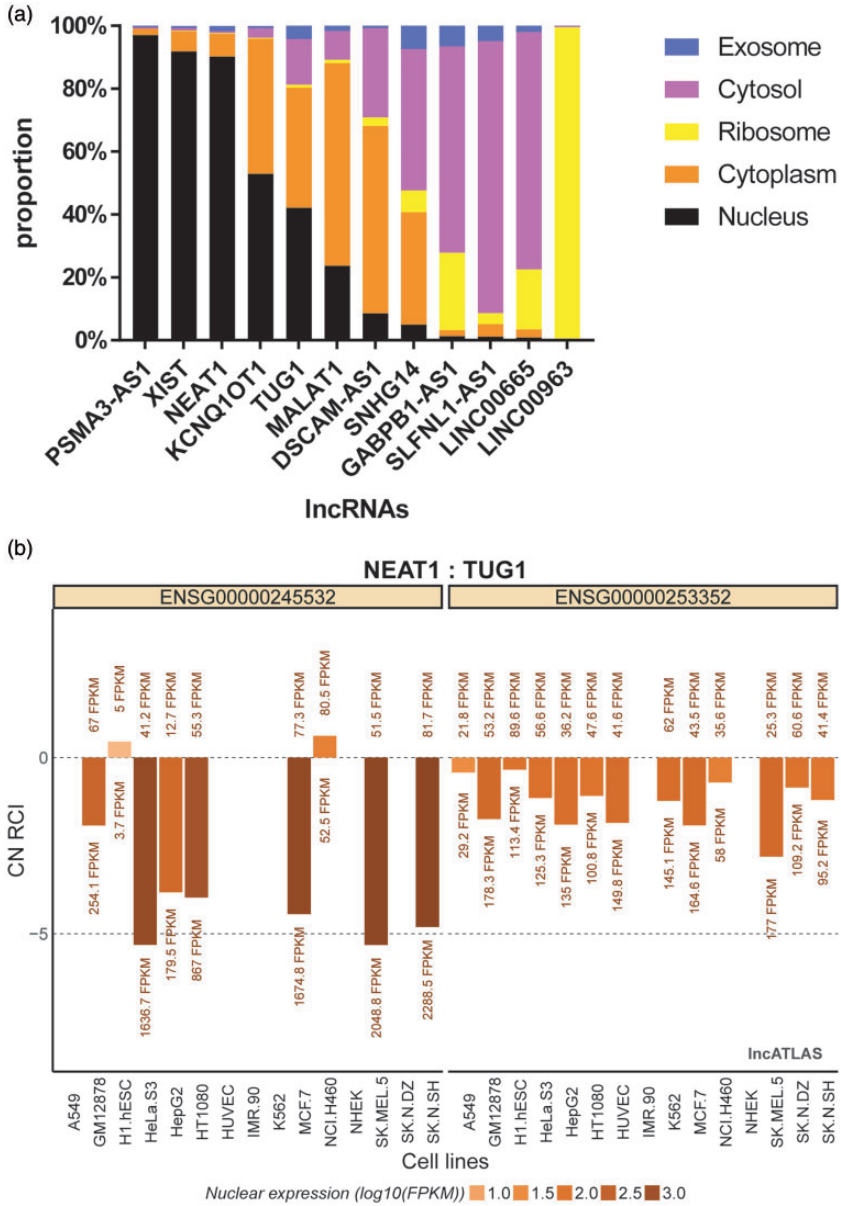 (a)
100%
80%
60%
40%
20%
0%
proportion
Exosome
Cytosol
Ribosome
Cytoplasm
Nucleus
PSMA3-AS1
XIST
NEAT1
KCNQ1OT1
TUG1
MALAT1
DSCAM-AS1
SNHG14
GABPB1-AS1
SLFNL1-AS1
LINC00665
LINC00963
lncRNAs
(b)
NEAT1 : TUG1
ENSG00000245532
ENSG00000253352
67 FPKM
5 FPKM
41.2 FPKM
12.7 FPKM
55.3 FPKM
77.3 FPKM
80.5 FPKM
51.5 FPKM
81.7 FPKM
21.8 FPKM
53.2 FPKM
89.6 FPKM
56.6 FPKM
36.2 FPKM
47.6 FPKM
41.6 FPKM
62 FPKM
43.5 FPKM
35.6 FPKM
25.3 FPKM
60.6 FPKM
41.4 FPKM
0
−5
CN RCI
254.1 FPKM
3.7 FPKM
1636.7 FPKM
179.5 FPKM
867 FPKM
1674.8 FPKM
52.5 FPKM
2048.8 FPKM
2288.5 FPKM
29.2 FPKM
178.3 FPKM
113.4 FPKM
125.3 FPKM
135 FPKM
100.8 FPKM
149.8 FPKM
145.1 FPKM
164.6 FPKM
58 FPKM
177 FPKM
109.2 FPKM
95.2 FPKM
lncATLAS
A549
GM12878
H1.hESC
HeLa.S3
HepG2
HT1080
HUVEC
IMR.90
K562
MCF.7
NCI.H460
NHEK
SK.MEL.5
SK.N.DZ
SK.N.SH
A549
GM12878
H1.hESC
HeLa.S3
HepG2
HT1080
HUVEC
IMR.90
K562
MCF.7
NCI.H460
NHEK
SK.MEL.5
SK.N.DZ
SK.N.SH
Cell lines
Nuclear expression (log10(FPKM)) 1.0 1.5 2.0 2.5 3.0